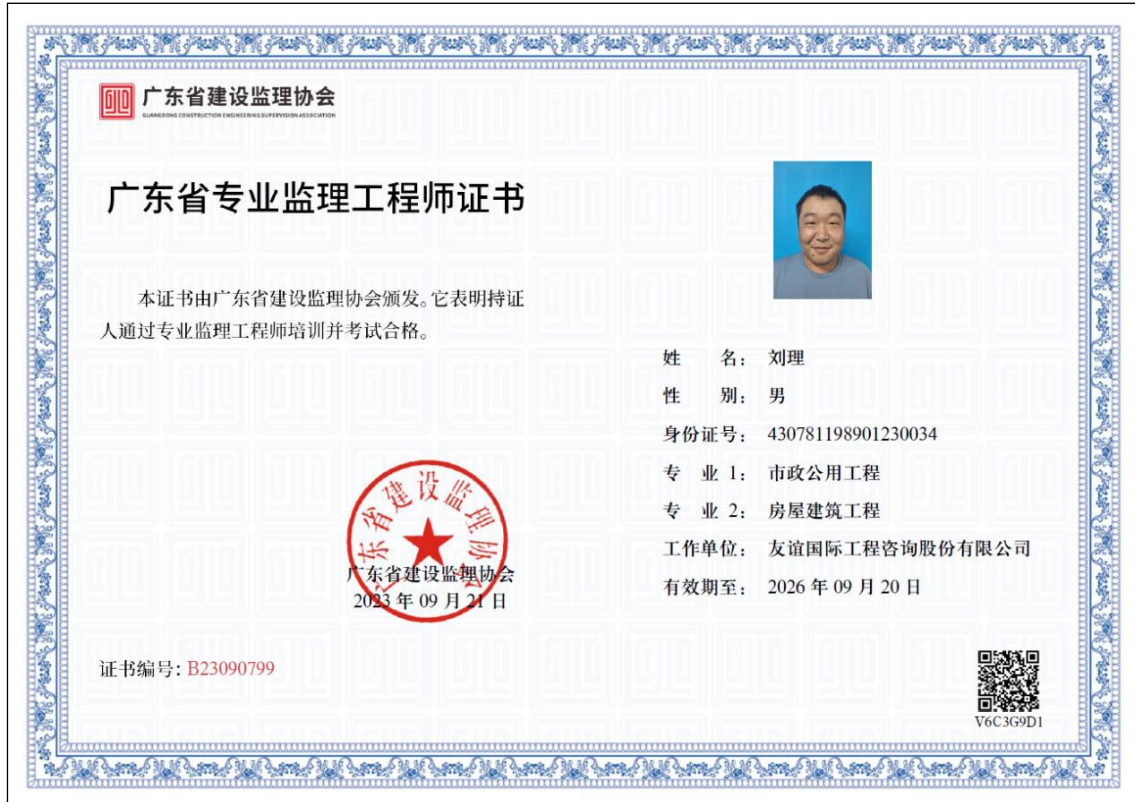 广东省建设监理协会
GUANGDONG CONSTRUCTION ENGINEERING SUPERVISION ASSOCIATION
广东省专业监理工程师证书
本证书由广东省建设监理协会颁发。它表明持证
人通过专业监理工程师培训并考试合格。
广东省建设监理协会
广东省建设监理协会
2023 年 09 月 21 日
证书编号: B23090799
姓 名: 刘理
性 别: 男
身份证号: 430781198901230034
专 业 1: 市政公用工程
专 业 2: 房屋建筑工程
工作单位: 友谊国际工程咨询股份有限公司
有效期至: 2026 年 09 月 20 日
V6C3G9D1